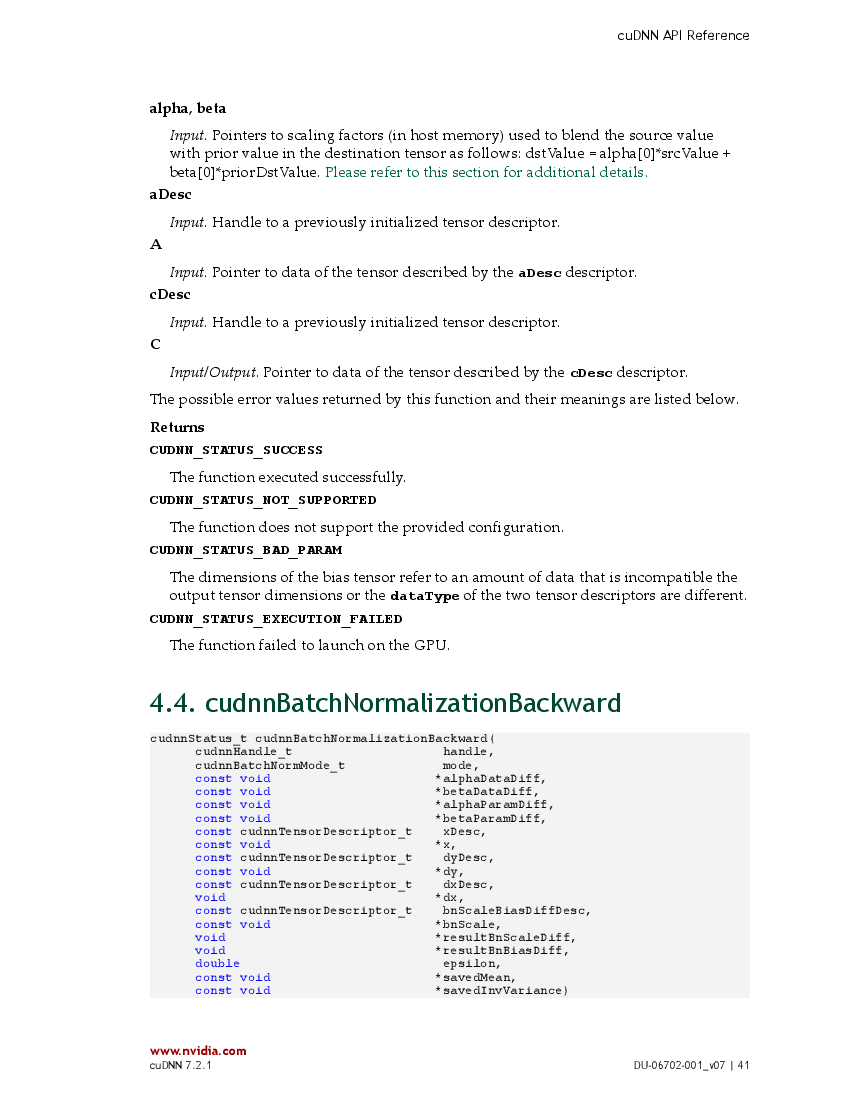 cuDNN API Reference
alpha, beta
Input. Pointers to scaling factors (in host memory) used to blend the source value
with prior value in the destination tensor as follows: dstValue = alpha[0]*srcValue +
beta[0]*priorDstValue. Please refer to this section for additional details.
aDesc
Input. Handle to a previously initialized tensor descriptor.
A
Input. Pointer to data of the tensor described by the aDesc descriptor.
cDesc
Input. Handle to a previously initialized tensor descriptor.
C
Input/Output. Pointer to data of the tensor described by the cDesc descriptor.
The possible error values returned by this function and their meanings are listed below.
Returns
CUDNN_STATUS_SUCCESS
The function executed successfully.
CUDNN_STATUS_NOT_SUPPORTED
The function does not support the provided configuration.
CUDNN_STATUS_BAD_PARAM
The dimensions of the bias tensor refer to an amount of data that is incompatible the
output tensor dimensions or the dataType of the two tensor descriptors are different.
CUDNN_STATUS_EXECUTION_FAILED
The function failed to launch on the GPU.
4.4. cudnnBatchNormalizationBackward
cudnnStatus_t cudnnBatchNormalizationBackward(
cudnnHandle_t handle,
cudnnBatchNormMode_t mode,
const void *alphaDataDiff,
const void *betaDataDiff,
const void *alphaParamDiff,
const void *betaParamDiff,
const cudnnTensorDescriptor_t xDesc,
const void *x,
const cudnnTensorDescriptor_t dyDesc,
const void *dy,
const cudnnTensorDescriptor_t dxDesc,
void *dx,
const cudnnTensorDescriptor_t bnScaleBiasDiffDesc,
const void *bnScale,
void *resultBnScaleDiff,
void *resultBnBiasDiff,
double epsilon,
const void *savedMean,
const void *savedInvVariance)
www.nvidia.com
cuDNN 7.2.1 DU-06702-001_v07 | 41